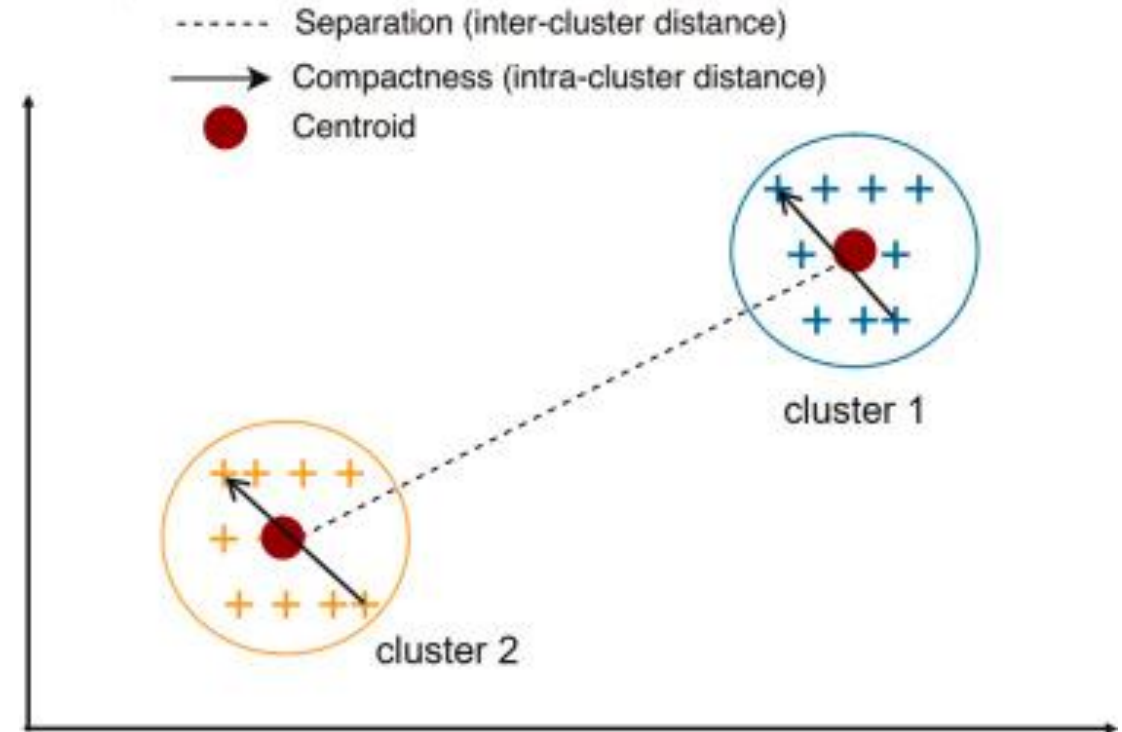 Separation (inter-cluster distance)
Compactness (intra-cluster distance)
Centroid
cluster 1
cluster 2